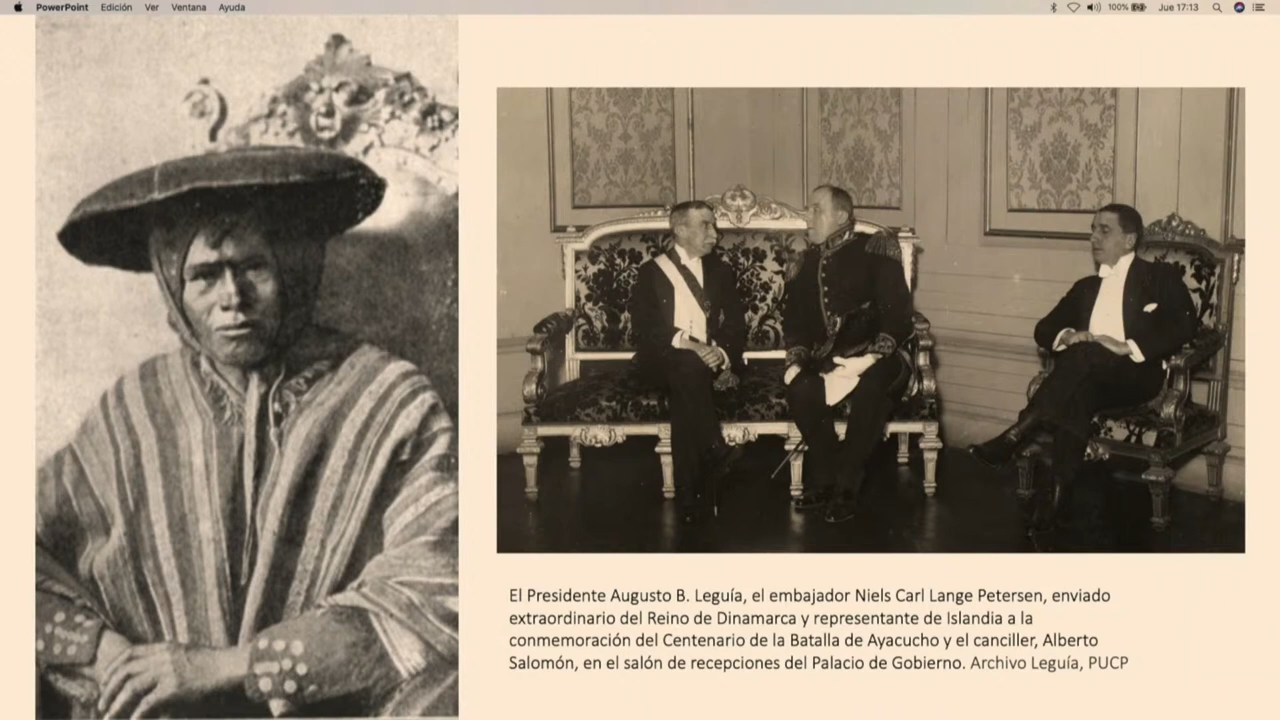 PowerPoint Edición Ver Ventana Ayuda 100% Jue 17:13
El Presidente Augusto B. Leguía, el embajador Niels Carl Lange Petersen, enviado
extraordinario del Reino de Dinamarca y representante de Islandia a la
conmemoración del Centenario de la Batalla de Ayacucho y el canciller, Alberto
Salomón, en el salón de recepciones del Palacio de Gobierno. Archivo Leguía, PUCP